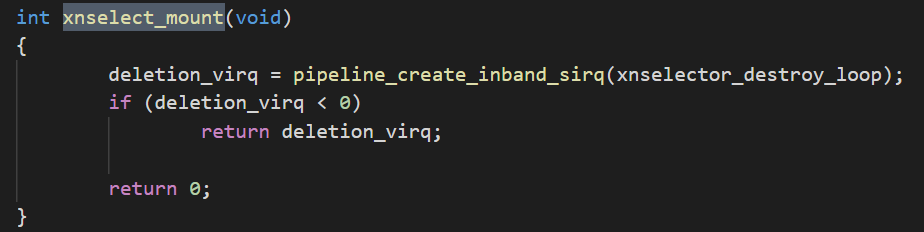 int xnselect_mount(void)
{
        deletion_virq = pipeline_create_inband_sirq(xnselector_destroy_loop);
        if (deletion_virq < 0)
                return deletion_virq;
        return 0;
}